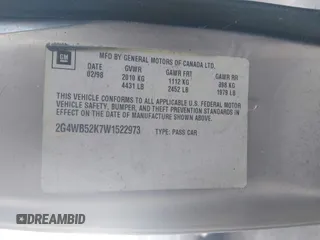 GM
MFD BY GENERAL MOTORS OF CANADA LTD.
DATE GVWR GAWR FRT GAWR RR
02/98 2010 KG 1112 KG 898 KG
4431 LB 2452 LB 1979 LB
THIS VEHICLE CONFORMS TO ALL APPLICABLE U.S. FEDERAL
MOTOR VEHICLE SAFETY, BUMPER, AND THEFT PREVENTION STANDARDS
IN EFFECT ON THE DATE OF MANUFACTURE SHOWN ABOVE.
2G4WB52K7W1522973 TYPE: PASS CAR
DREAMBID